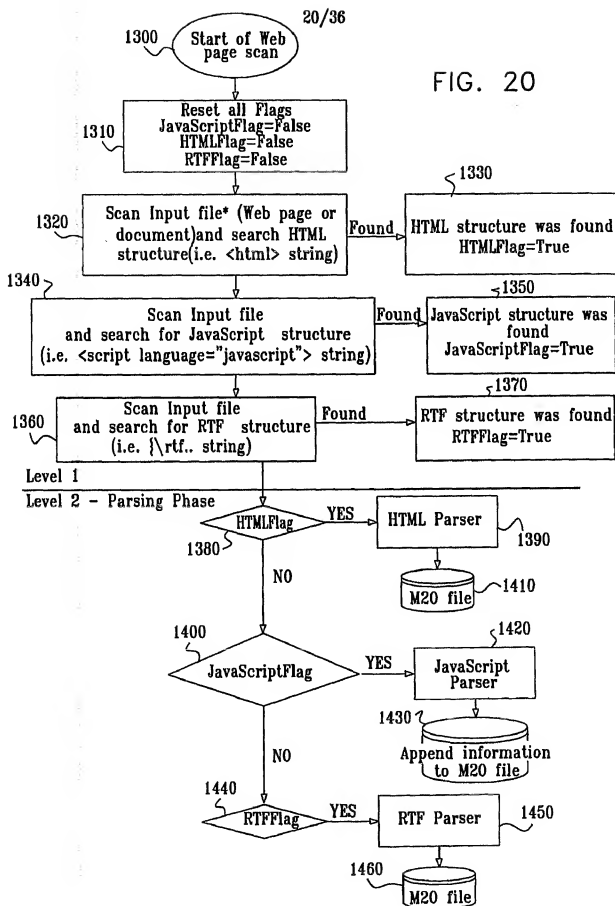 20/36
FIG. 20
1300
Start of Web
page scan
1310
Reset all Flags
JavaScriptFlag=False
HTMLFlag=False
RTFFlag=False
1320
Scan Input file* (Web page or
document)and search HTML
structure(i.e. <html> string)
Found
1330
HTML structure was found
HTMLFlag=True
1340
Scan Input file
and search for JavaScript structure
(i.e. <script language="javascript"> string)
Found
1350
JavaScript structure was
found
JavaScriptFlag=True
1360
Scan Input file
and search for RTF structure
(i.e. {\rtf.. string)
Found
1370
RTF structure was found
RTFFlag=True
Level 1
Level 2 - Parsing Phase
HTMLFlag
1380
YES
HTML Parser
1390
M20 file
1410
NO
1400
JavaScriptFlag
YES
1420
JavaScript
Parser
1430
Append information
to M20 file
NO
1440
RTFFlag
YES
RTF Parser
1450
1460
M20 file